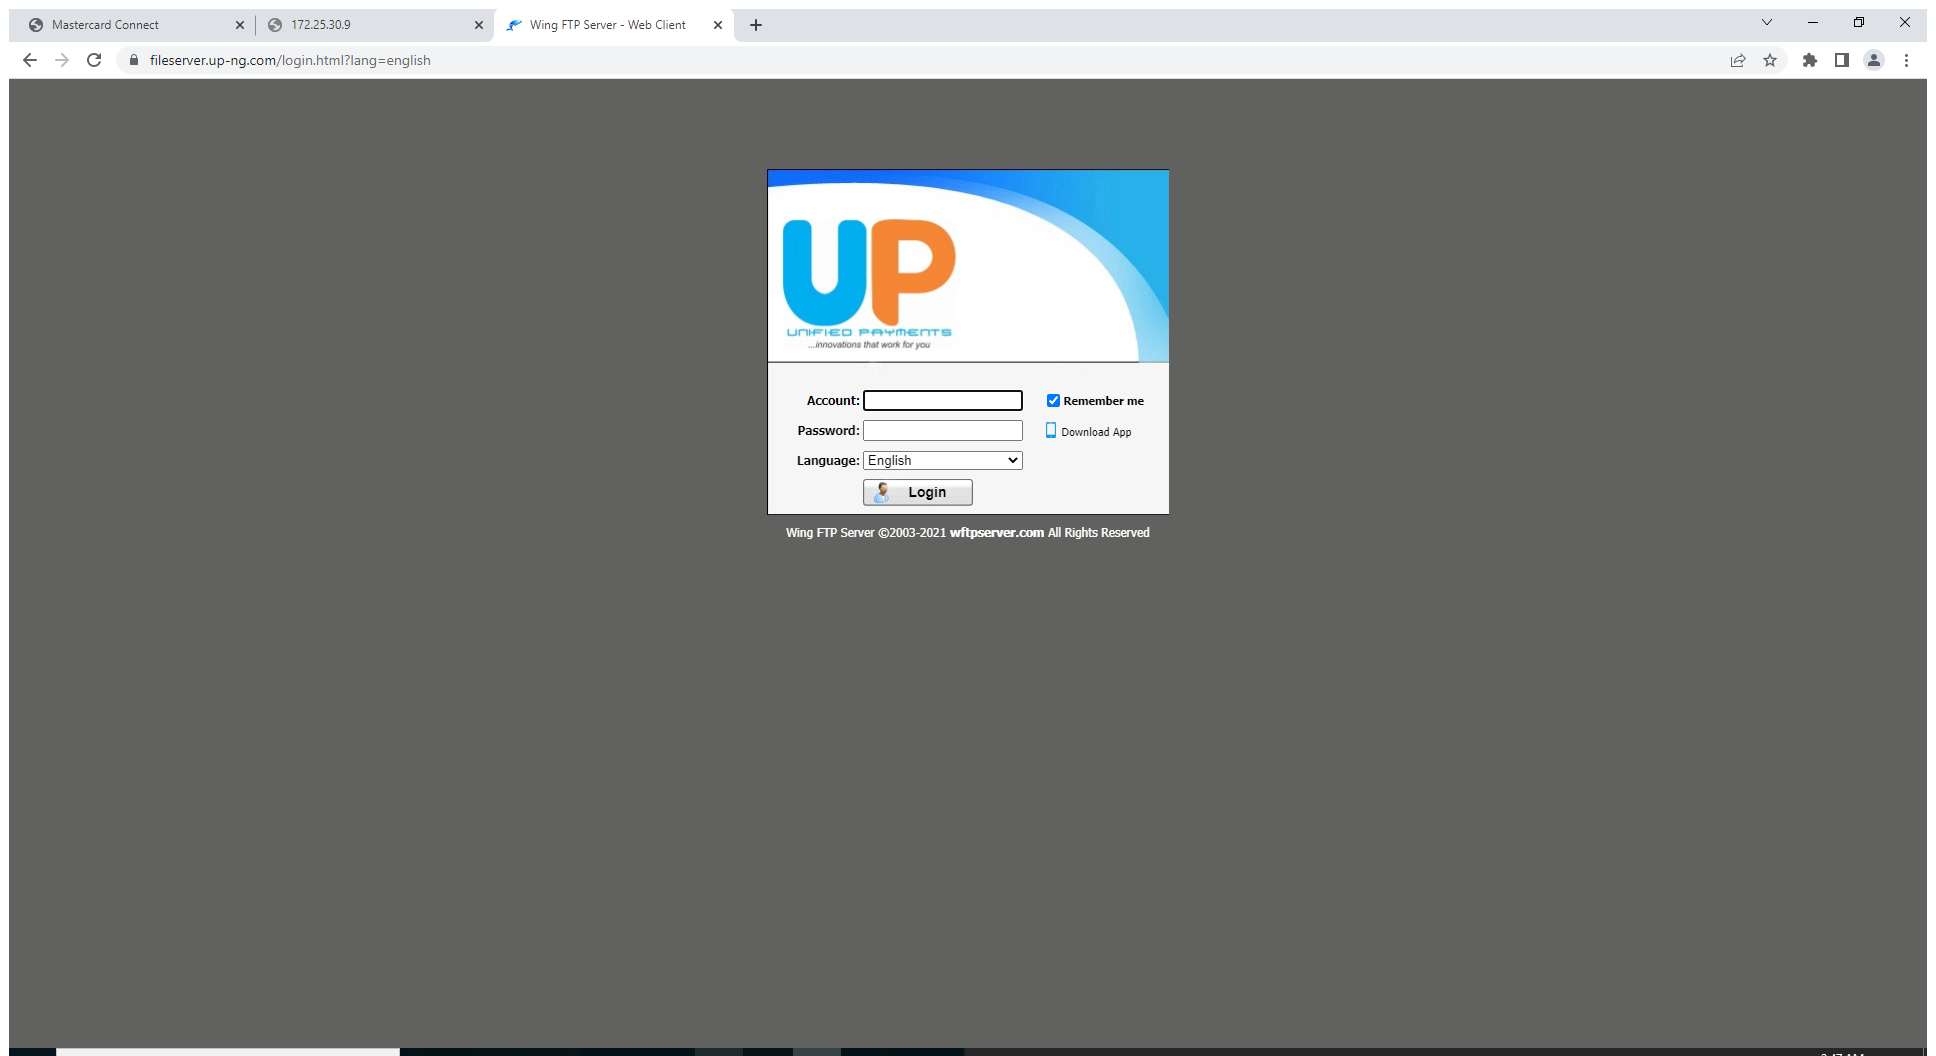 Mastercard Connect
172.25.30.9
Wing FTP Server - Web Client
fileserver.up-ng.com/login.html?lang=english
UP
UNIFIED PAYMENTS
...innovations that work for you
Account:
Remember me
Password:
Download App
Language: English
Login
Wing FTP Server ©2003-2021 wftpserver.com All Rights Reserved